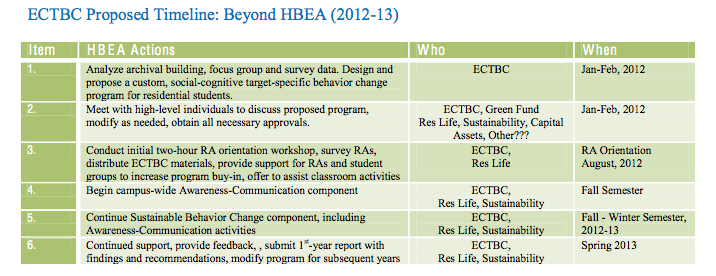 ECTBC Proposed Timeline: Beyond HBEA (2012-13)
Item HBEA Actions Who When
1. Analyze archival building, focus group and survey data. Design and ECTBC Jan-Feb, 2012
propose a custom, social-cognitive target-specific behavior change
program for residential students.
2. Meet with high-level individuals to discuss proposed program, ECTBC, Green Fund Jan-Feb, 2012
modify as needed, obtain all necessary approvals. Res Life, Sustainability, Capital
Assets, Other???
3. Conduct initial two-hour RA orientation workshop, survey RAs, ECTBC, RA Orientation
distribute ECTBC materials, provide support for RAs and student Res Life August, 2012
groups to increase program buy-in, offer to assist classroom activities
4. Begin campus-wide Awareness-Communication component ECTBC, Fall Semester
Res Life, Sustainability
5. Continue Sustainable Behavior Change component, including ECTBC, Fall - Winter Semester,
Awareness-Communication activities Res Life, Sustainability 2012-13
6. Continued support, provide feedback, , submit 1st-year report with ECTBC, Spring 2013
findings and recommendations, modify program for subsequent years Res Life, Sustainability